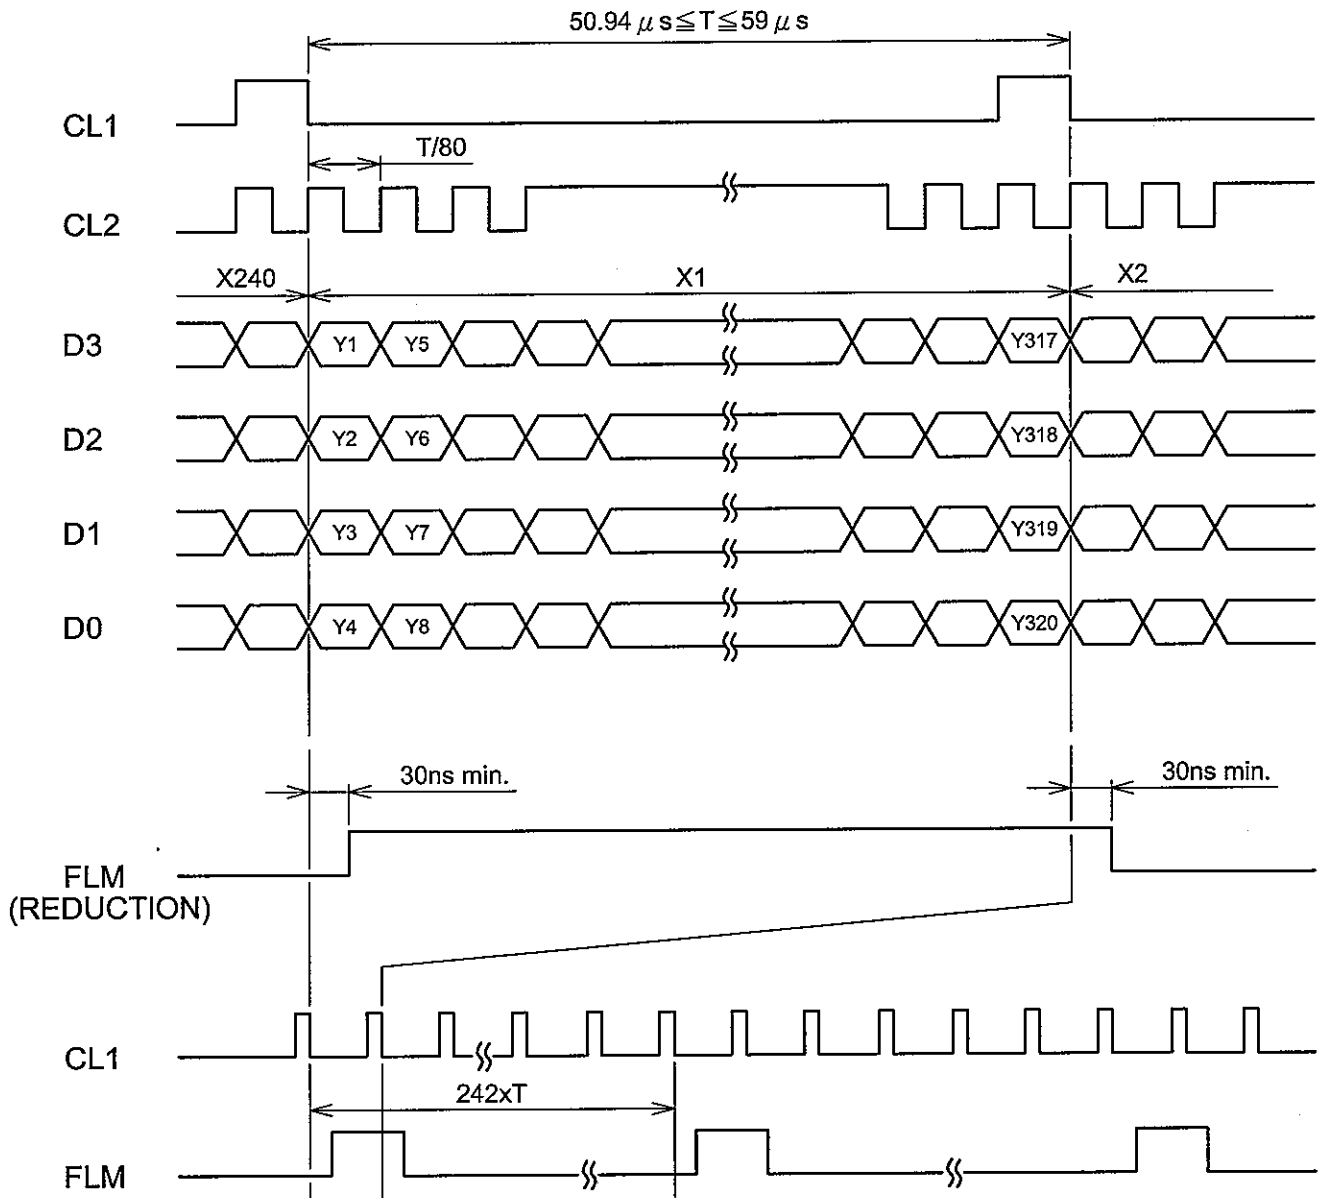 50.94 μs≦T≦59 μs
CL1
T/80
CL2
X240 X1 X2
D3 Y1 Y5 Y317
D2 Y2 Y6 Y318
D1 Y3 Y7 Y319
D0 Y4 Y8 Y320
30ns min. 30ns min.
FLM
(REDUCTION)
CL1
242xT
FLM